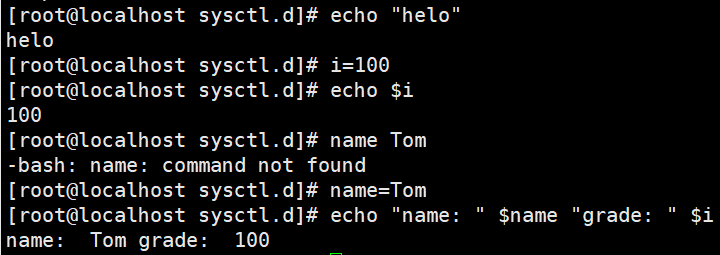 [root@localhost sysctl.d]# echo "helo"
helo
[root@localhost sysctl.d]# i=100
[root@localhost sysctl.d]# echo $i
100
[root@localhost sysctl.d]# name Tom
-bash: name: command not found
[root@localhost sysctl.d]# name=Tom
[root@localhost sysctl.d]# echo "name: " $name "grade: " $i
name:  Tom grade:  100